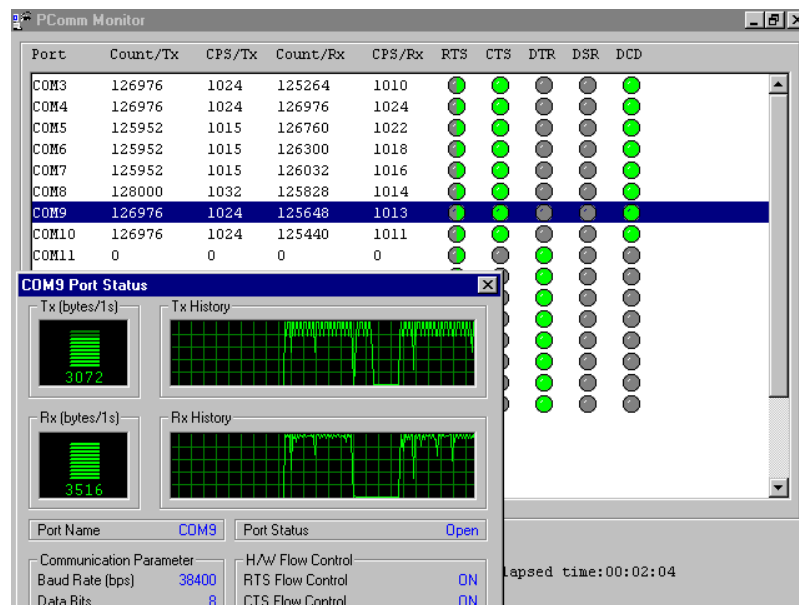 PComm Monitor
Port Count/Tx CPS/Tx Count/Rx CPS/Rx RTS CTS DTR DSR DCD
COM3 126976 1024 125264 1010
COM4 126976 1024 126976 1024
COM5 125952 1015 126760 1022
COM6 125952 1015 126300 1018
COM7 125952 1015 126032 1016
COM8 128000 1032 125828 1014
COM9 126976 1024 125648 1013
COM10 126976 1024 125440 1011
COM11 0 0 0 0
COM9 Port Status
Tx (bytes/1s) Tx History
3072
Rx (bytes/1s) Rx History
3516
Port Name COM9 Port Status Open
Communication Parameter H/W Flow Control
Baud Rate (bps) 38400 RTS Flow Control ON
Data Bits 8 CTS Flow Control ON
lapsed time:00:02:04